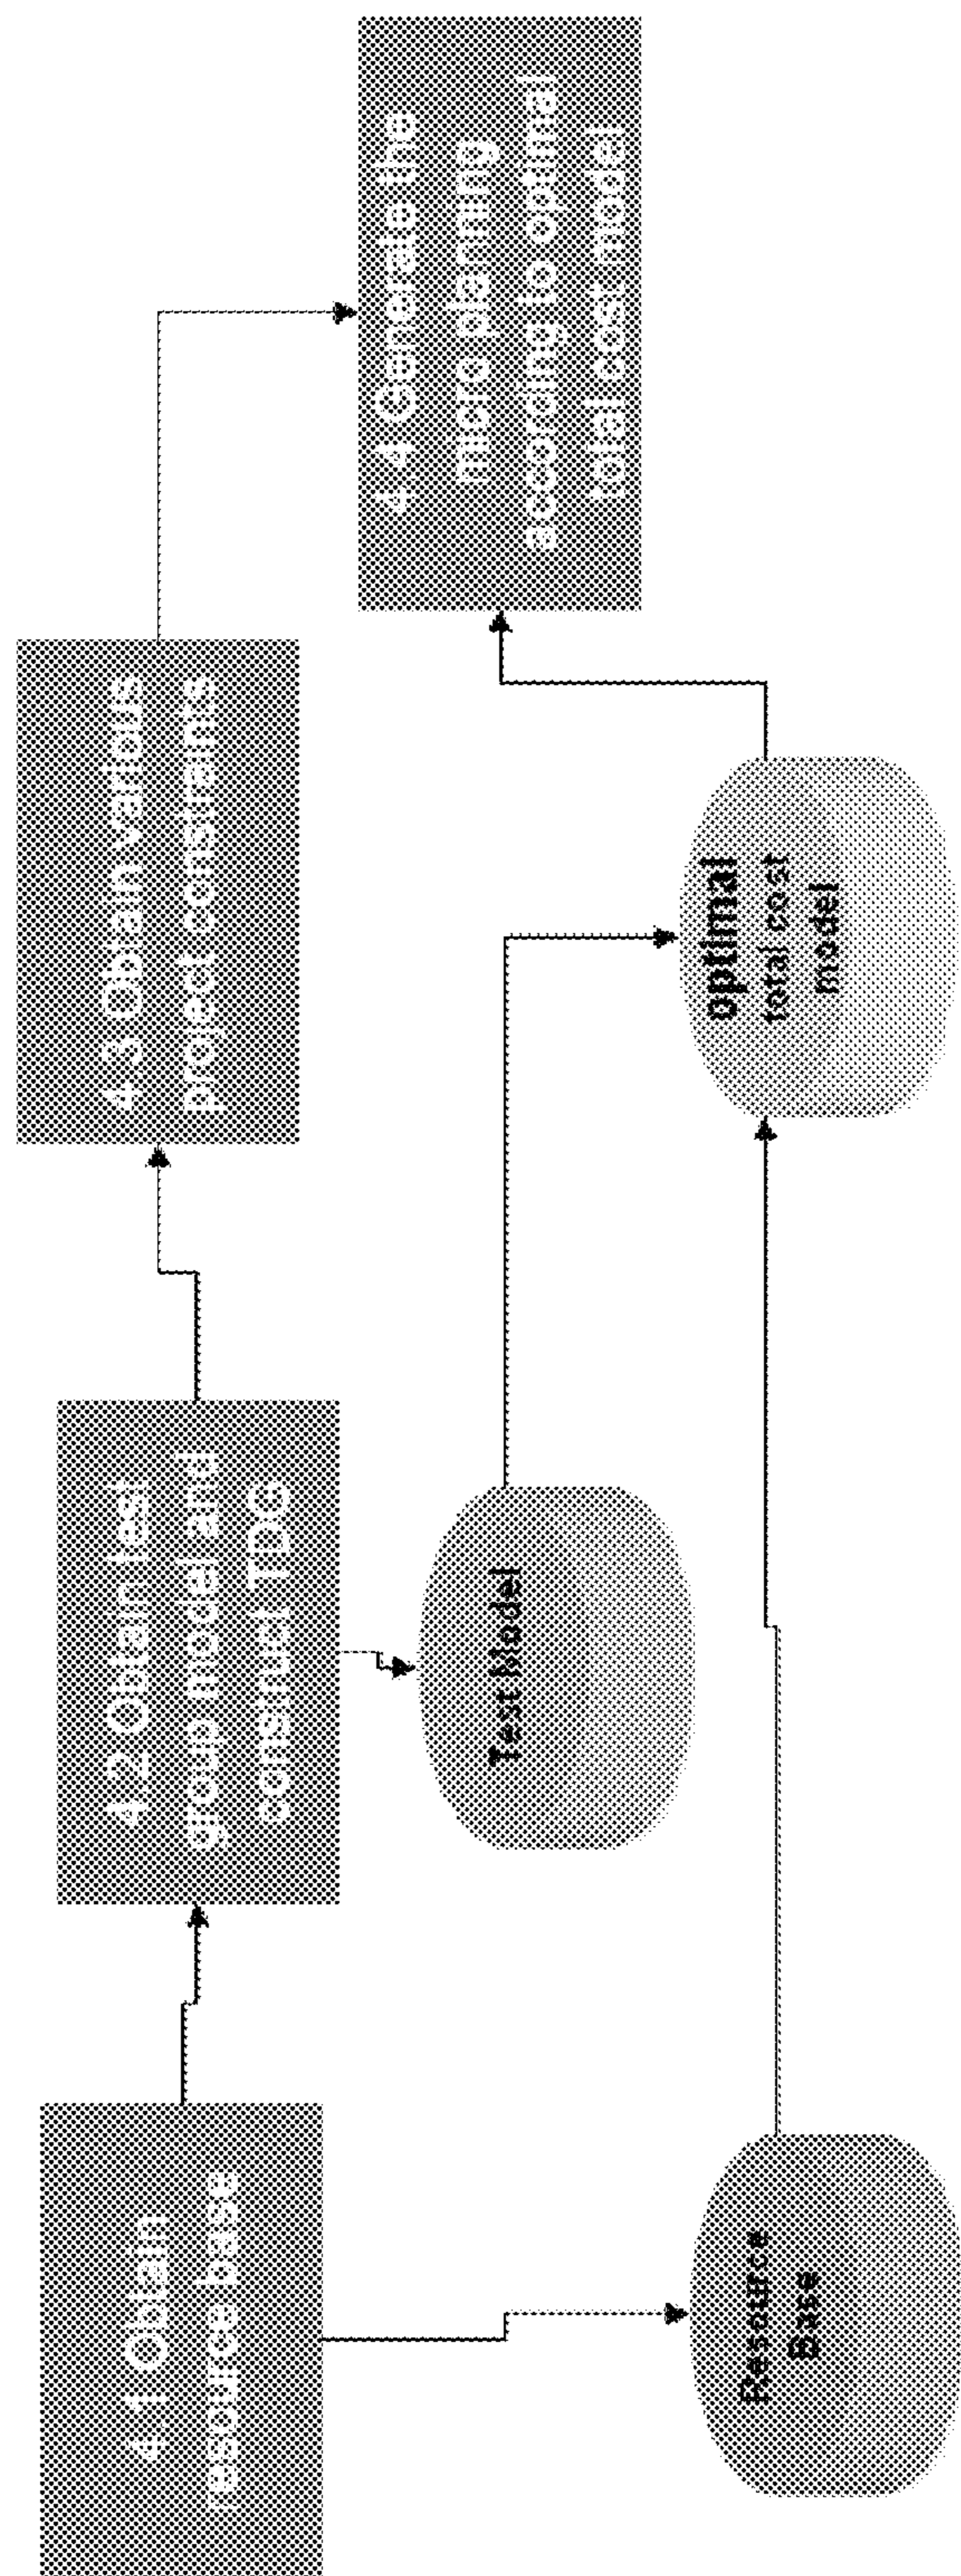 4.1 Obtain
resource base
4.2 Obtain test
group model and
construct TDG
4.3 Obtain various
project constraints
4.4 Generate the
micro planning
according to optimal
total cost model
Resource
Base
Test Model
optimal
total cost
model